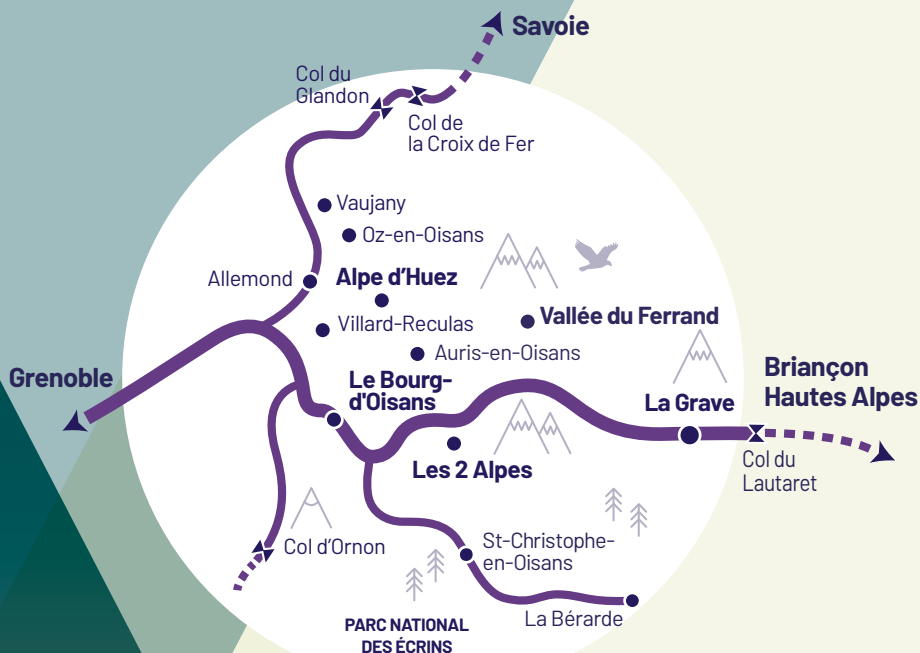 Savoie
Col du
Glandon
Col de
la Croix de Fer
Vaujany
Oz-en-Oisans
Allemond
Alpe d'Huez
Villard-Reculas
Vallée du Ferrand
Auris-en-Oisans
Grenoble
Le Bourg-
d'Oisans
La Grave
Briançon
Hautes Alpes
Les 2 Alpes
Col du
Lautaret
Col d'Ornon
St-Christophe-
en-Oisans
La Bérarde
PARC NATIONAL
DES ÉCRINS